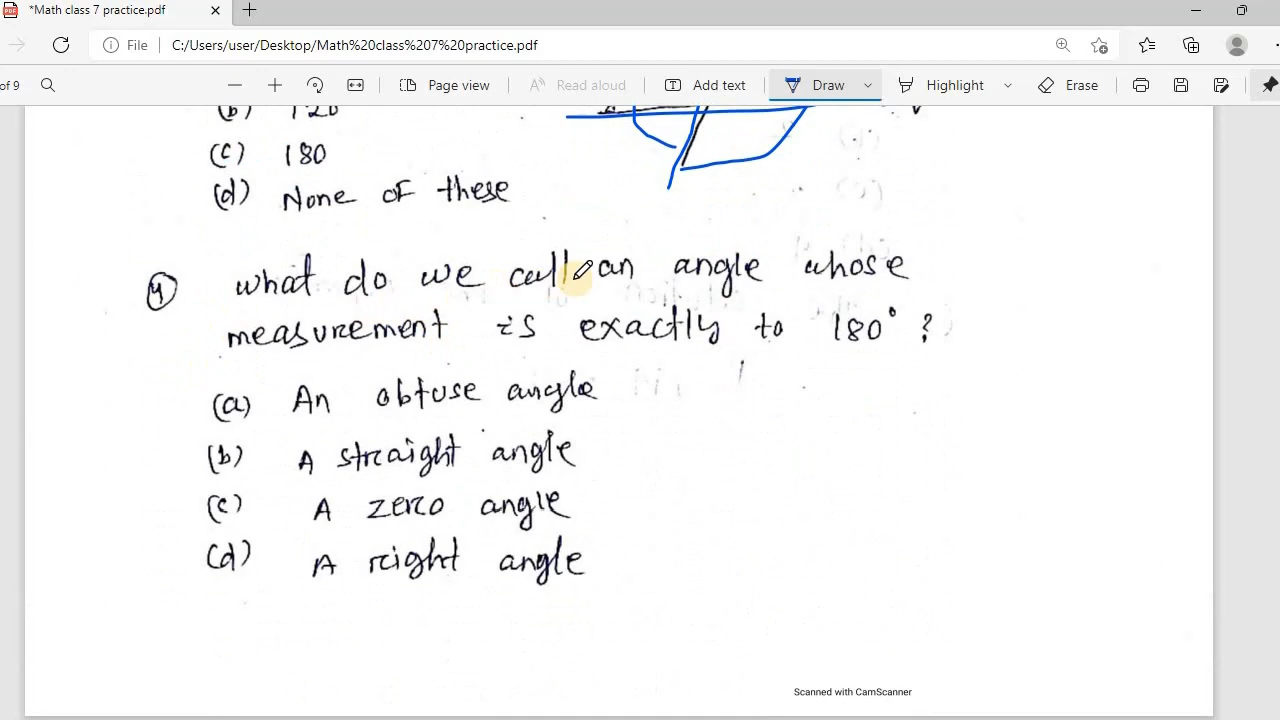 *Math class 7 practice.pdf
File C:/Users/user/Desktop/Math%20class%207%20practice.pdf
of 9 Page view Read aloud Add text Draw Highlight Erase
(b) 120
(c) 180
(d) None of these
(4) what do we call an angle whose
measurement is exactly to 180° ?
(a) An obtuse angle
(b) A straight angle
(c) A zero angle
(d) A right angle
Scanned with CamScanner